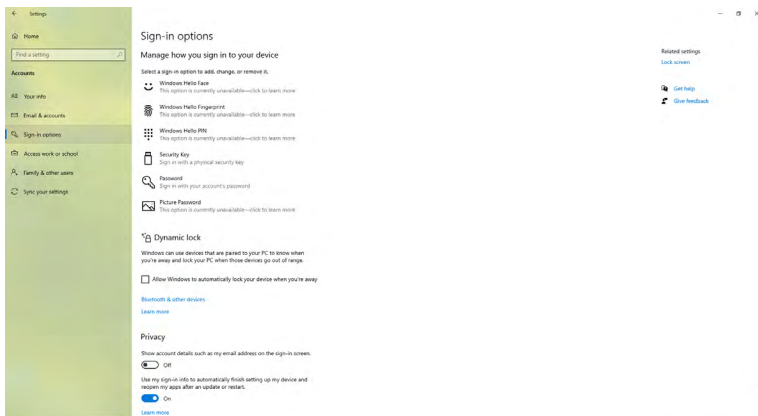 Settings
Home
Find a setting
Accounts
Your info
Email & accounts
Sign-in options
Access work or school
Family & other users
Sync your settings
Sign-in options
Manage how you sign in to your device
Select a sign-in option to add, change, or remove it.
Windows Hello Face
This option is currently unavailable—click to learn more
Windows Hello Fingerprint
This option is currently unavailable—click to learn more
Windows Hello PIN
This option is currently unavailable—click to learn more
Security Key
Sign in with a physical security key
Password
Sign in with your account's password
Picture Password
This option is currently unavailable—click to learn more
Dynamic lock
Windows can use devices that are paired to your PC to know when
you're away and lock your PC when those devices go out of range.
Allow Windows to automatically lock your device when you're away
Bluetooth & other devices
Learn more
Privacy
Show account details such as my email address on the sign-in screen.
Off
Use my sign-in info to automatically finish setting up my device and
reopen my apps after an update or restart.
On
Learn more
Related settings
Lock screen
Get help
Give feedback